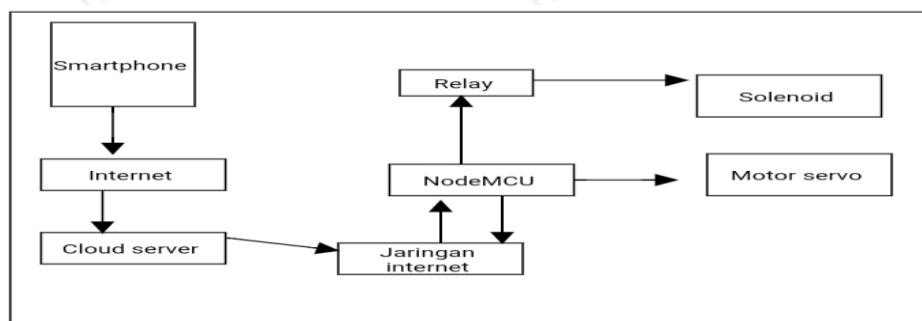 Smartphone
Relay
Solenoid
Internet
NodeMCU
Motor servo
Cloud server
Jaringan
internet